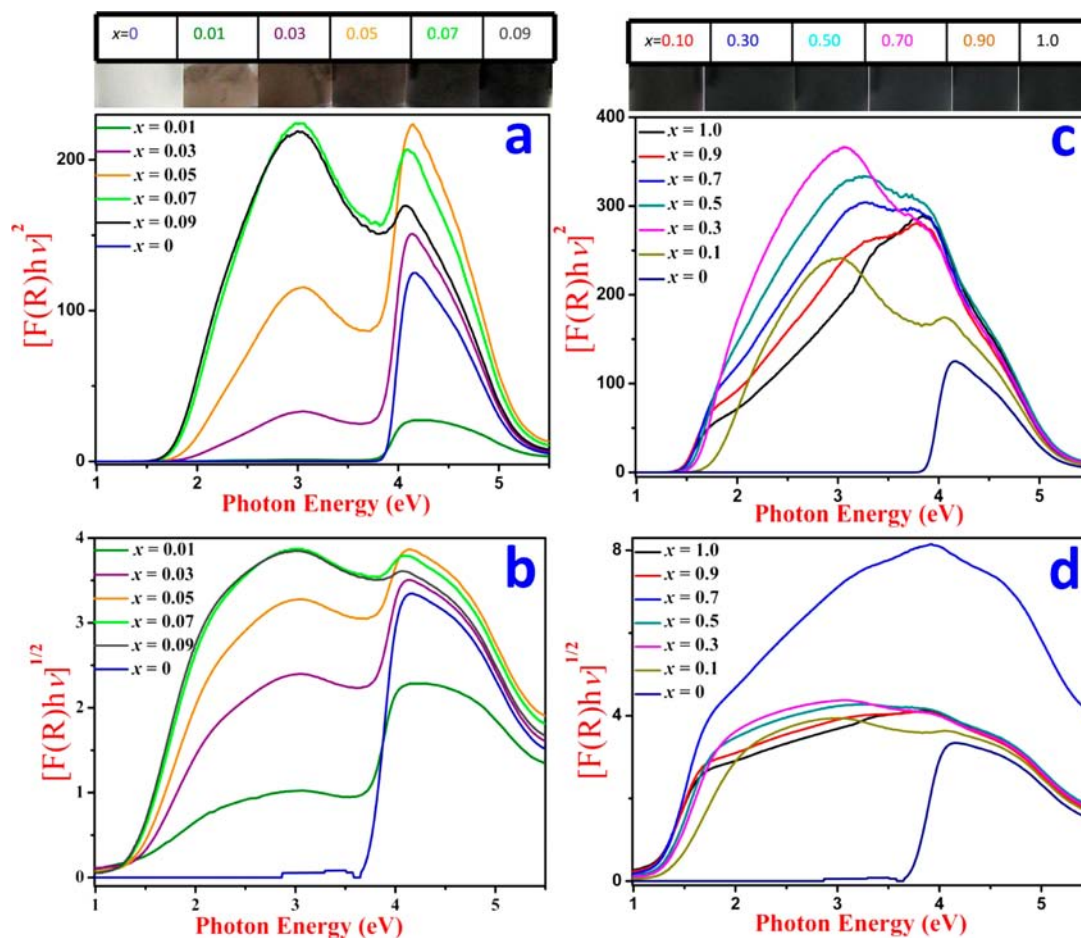 x=0 0.01 0.03 0.05 0.07 0.09
a
x = 0.01
x = 0.03
x = 0.05
x = 0.07
x = 0.09
x = 0
[F(R)hν]²
200
100
0
1 2 3 4 5
Photon Energy (eV)
x=0.10 0.30 0.50 0.70 0.90 1.0
c
x = 1.0
x = 0.9
x = 0.7
x = 0.5
x = 0.3
x = 0.1
x = 0
[F(R)hν]²
400
300
200
100
0
1 2 3 4 5
Photon Energy (eV)
b
x = 0.01
x = 0.03
x = 0.05
x = 0.07
x = 0.09
x = 0
[F(R)hν]^1/2
4
3
2
1
0
1 2 3 4 5
Photon Energy (eV)
d
x = 1.0
x = 0.9
x = 0.7
x = 0.5
x = 0.3
x = 0.1
x = 0
[F(R)hν]^1/2
8
4
0
1 2 3 4 5
Photon Energy (eV)